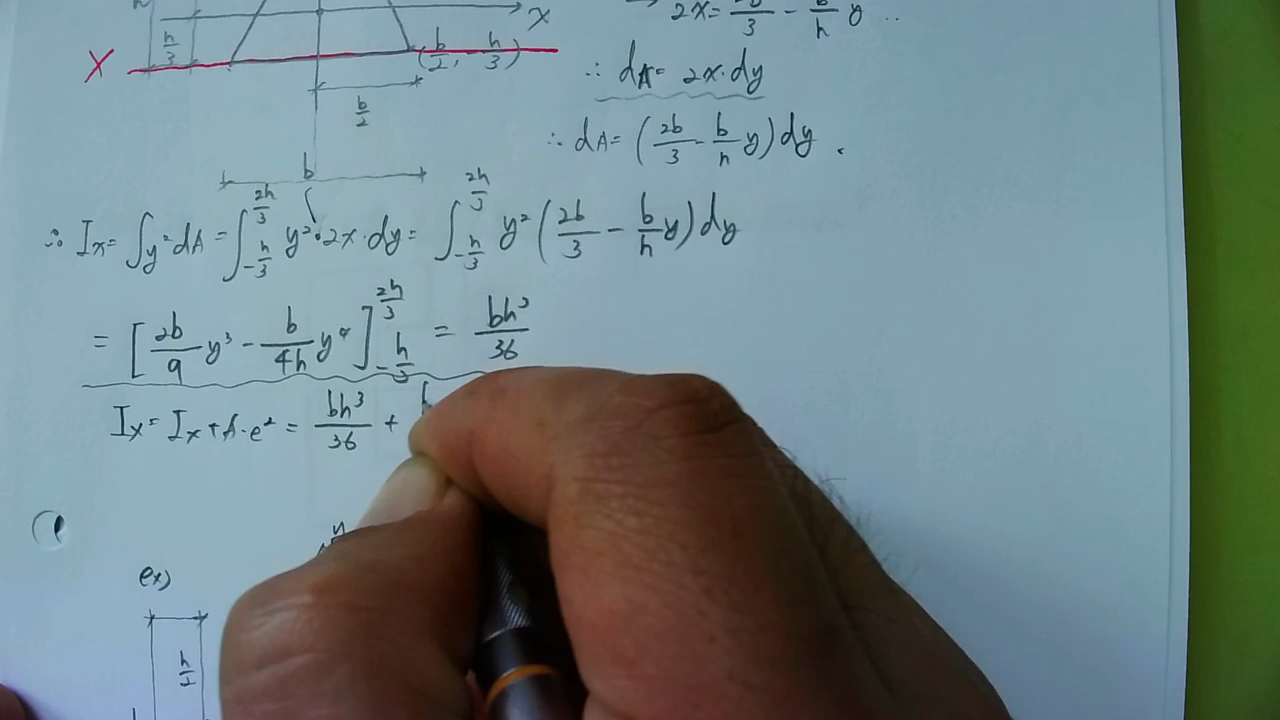 x
2x= 2b/3 - b/h y ..
h/3
X
(b/2, -h/3)
∴ dA= 2x·dy
b/2
∴ dA= (2b/3 - b/h y) dy .
b
∴ Ix= ∫y²dA = ∫_{-h/3}^{2h/3} y²·2x·dy = ∫_{-h/3}^{2h/3} y² (2b/3 - b/h y) dy
= [2b/9 y³ - b/4h y⁴]_{-h/3}^{2h/3} = bh³/36
Ix= Ix+A·e² = bh³/36 +
y
ex)
h/2